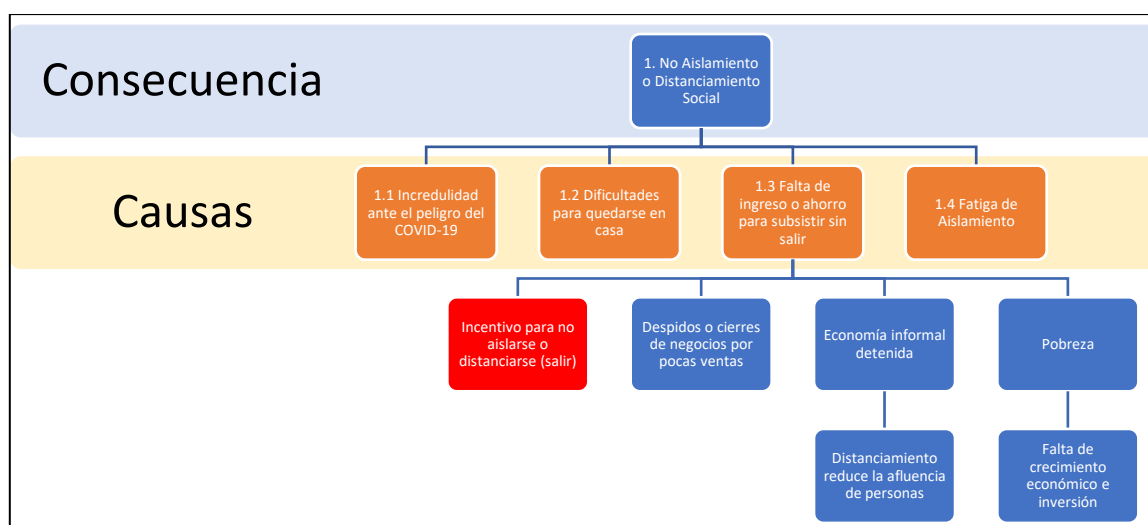 Consecuencia
1. No Aislamiento
o Distanciamiento
Social
Causas
1.1 Incredulidad
ante el peligro del
COVID-19
1.2 Dificultades
para quedarse en
casa
1.3 Falta de
ingreso o ahorro
para subsistir sin
salir
1.4 Fatiga de
Aislamiento
Incentivo para no
aislarse o
distanciarse (salir)
Despidos o cierres
de negocios por
pocas ventas
Economía informal
detenida
Pobreza
Distanciamiento
reduce la afluencia
de personas
Falta de
crecimiento
económico e
inversión